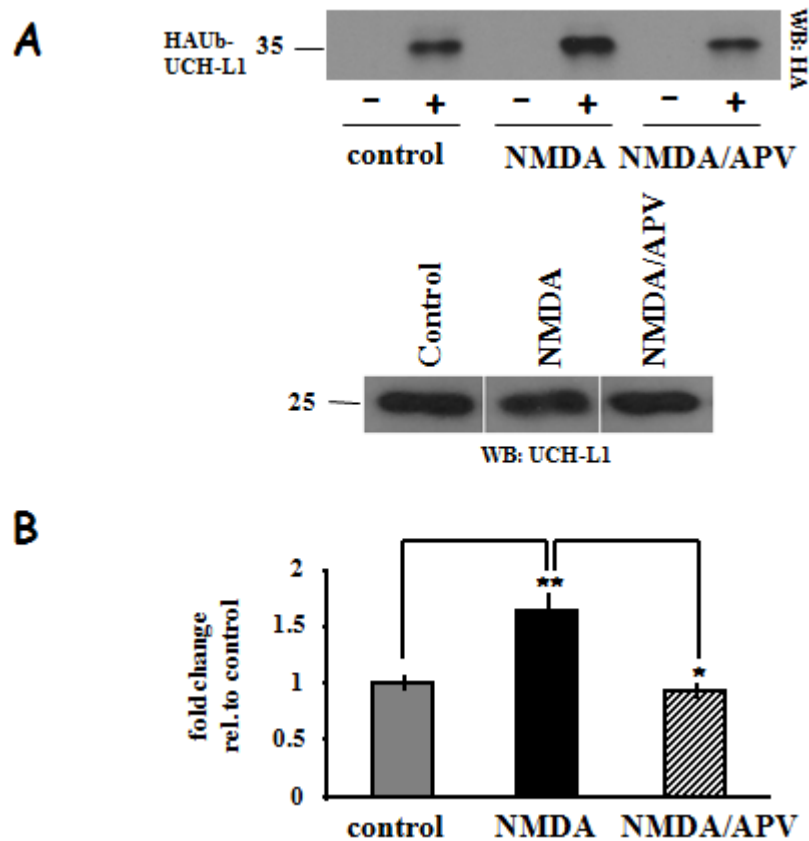 A
HAUb-
UCH-L1
35
WB: HA
- + - + - +
control NMDA NMDA/APV
Control NMDA NMDA/APV
25
WB: UCH-L1
B
fold change
rel. to control
2
1.5
1
0.5
0
**
*
control NMDA NMDA/APV